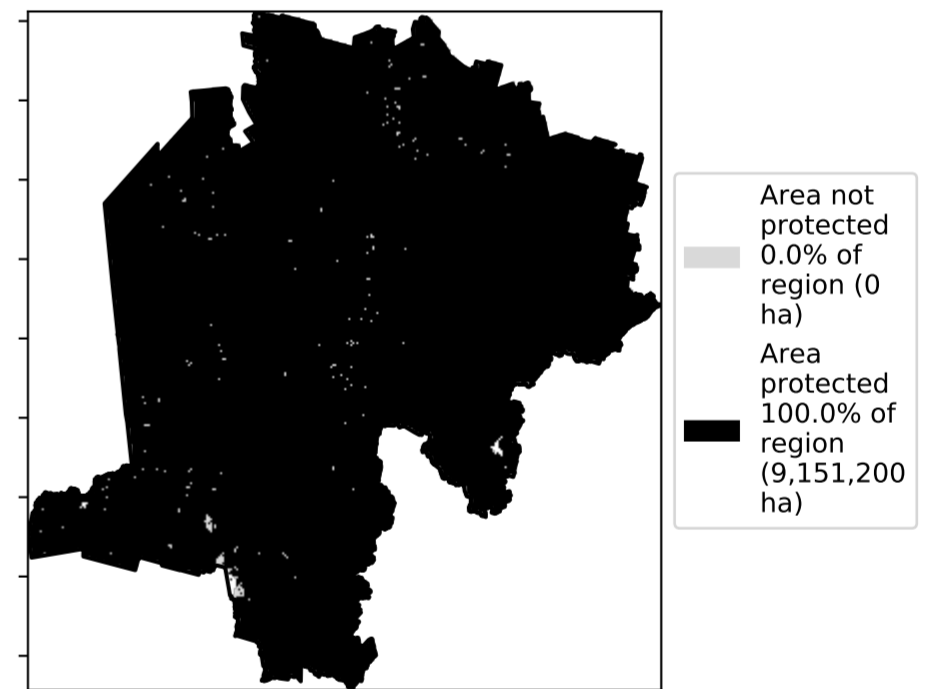 Area not
protected
0.0% of
region (0
ha)
Area
protected
100.0% of
region
(9,151,200
ha)